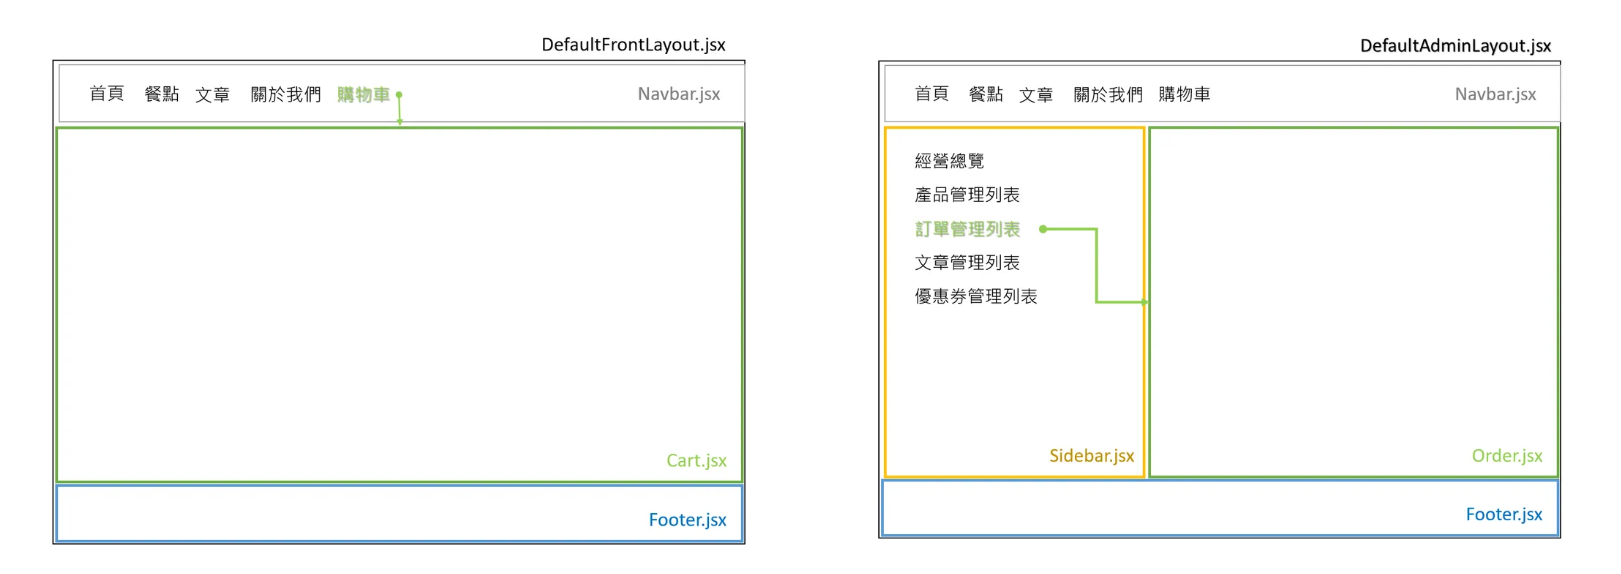 DefaultFrontLayout.jsx
首頁 餐點 文章 關於我們 購物車 Navbar.jsx
Cart.jsx
Footer.jsx
DefaultAdminLayout.jsx
首頁 餐點 文章 關於我們 購物車 Navbar.jsx
經營總覽
產品管理列表
訂單管理列表
文章管理列表
優惠券管理列表
Sidebar.jsx
Order.jsx
Footer.jsx